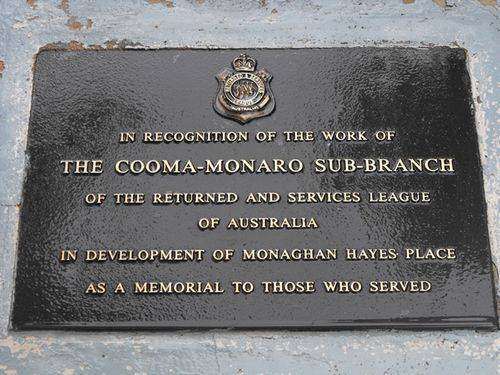 IN RECOGNITION OF THE WORK OF
THE COOMA-MONARO SUB-BRANCH
OF THE RETURNED AND SERVICES LEAGUE
OF AUSTRALIA
IN DEVELOPMENT OF MONAGHAN HAYES PLACE
AS A MEMORIAL TO THOSE WHO SERVED